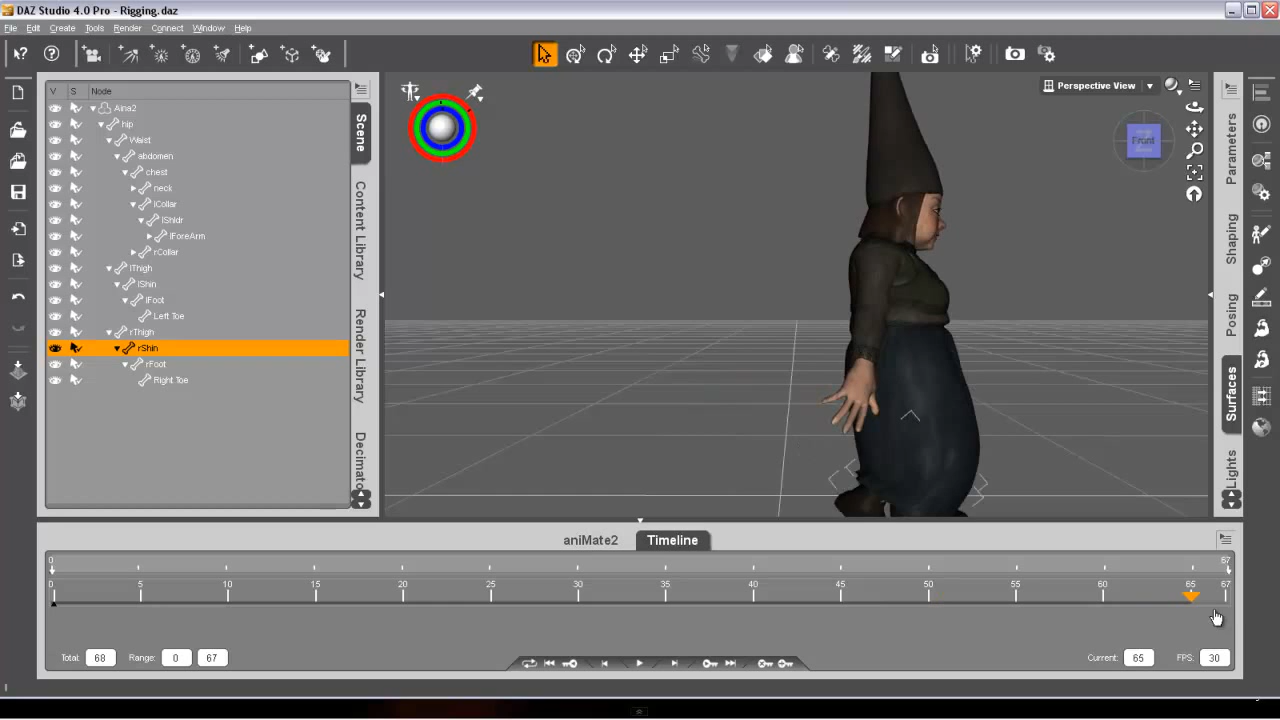 DAZ Studio 4.0 Pro - Rigging.daz
File Edit Create Tools Render Connect Window Help
V S Node
Aina2
hip
Waist
abdomen
chest
neck
lCollar
lShldr
lForeArm
rCollar
lThigh
lShin
lFoot
Left Toe
rThigh
rShin
rFoot
Right Toe
Scene
Content Library
Render Library
Decimato
Perspective View
Front
Parameters
Shaping
Posing
Surfaces
Lights
aniMate2 Timeline
0 67
0 5 10 15 20 25 30 35 40 45 50 55 60 65 67
Total: 68 Range: 0 67 Current: 65 FPS: 30